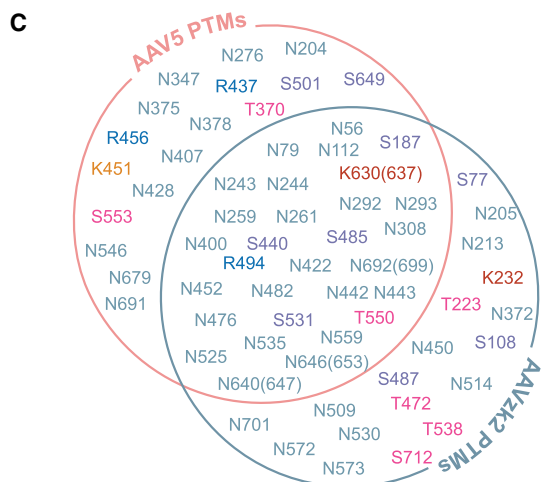 C
AAV5 PTMs
N276 N204
N347 R437 S501 S649
N375 T370
N378
R456 N56
N407 N79 N112 S187
K451 K630(637)
N428 N243 N244 S77
N292 N293
S553 N259 N261 N205
N308
N546 N400 S440 S485 N213
R494 N422 N692(699)
N679 K232
N452 N482 N442 N443
N691 T223
N476 S531 T550 N372
N535 N559 N450 S108
N525 N646(653)
N640(647) S487 N514
N509 T472
N701 N530 T538
N572 S712
N573
AAVzk2 PTMs